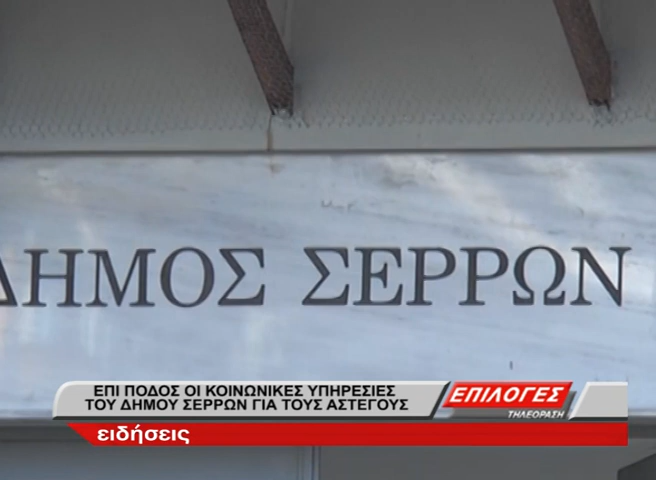 ΔΗΜΟΣ ΣΕΡΡΩΝ
ΕΠΙ ΠΟΔΟΣ ΟΙ ΚΟΙΝΩΝΙΚΕΣ ΥΠΗΡΕΣΙΕΣ
ΤΟΥ ΔΗΜΟΥ ΣΕΡΡΩΝ ΓΙΑ ΤΟΥΣ ΑΣΤΕΓΟΥΣ
ΕΠΙΛΟΓΕΣ
ΤΗΛΕΟΡΑΣΗ
ειδήσεις